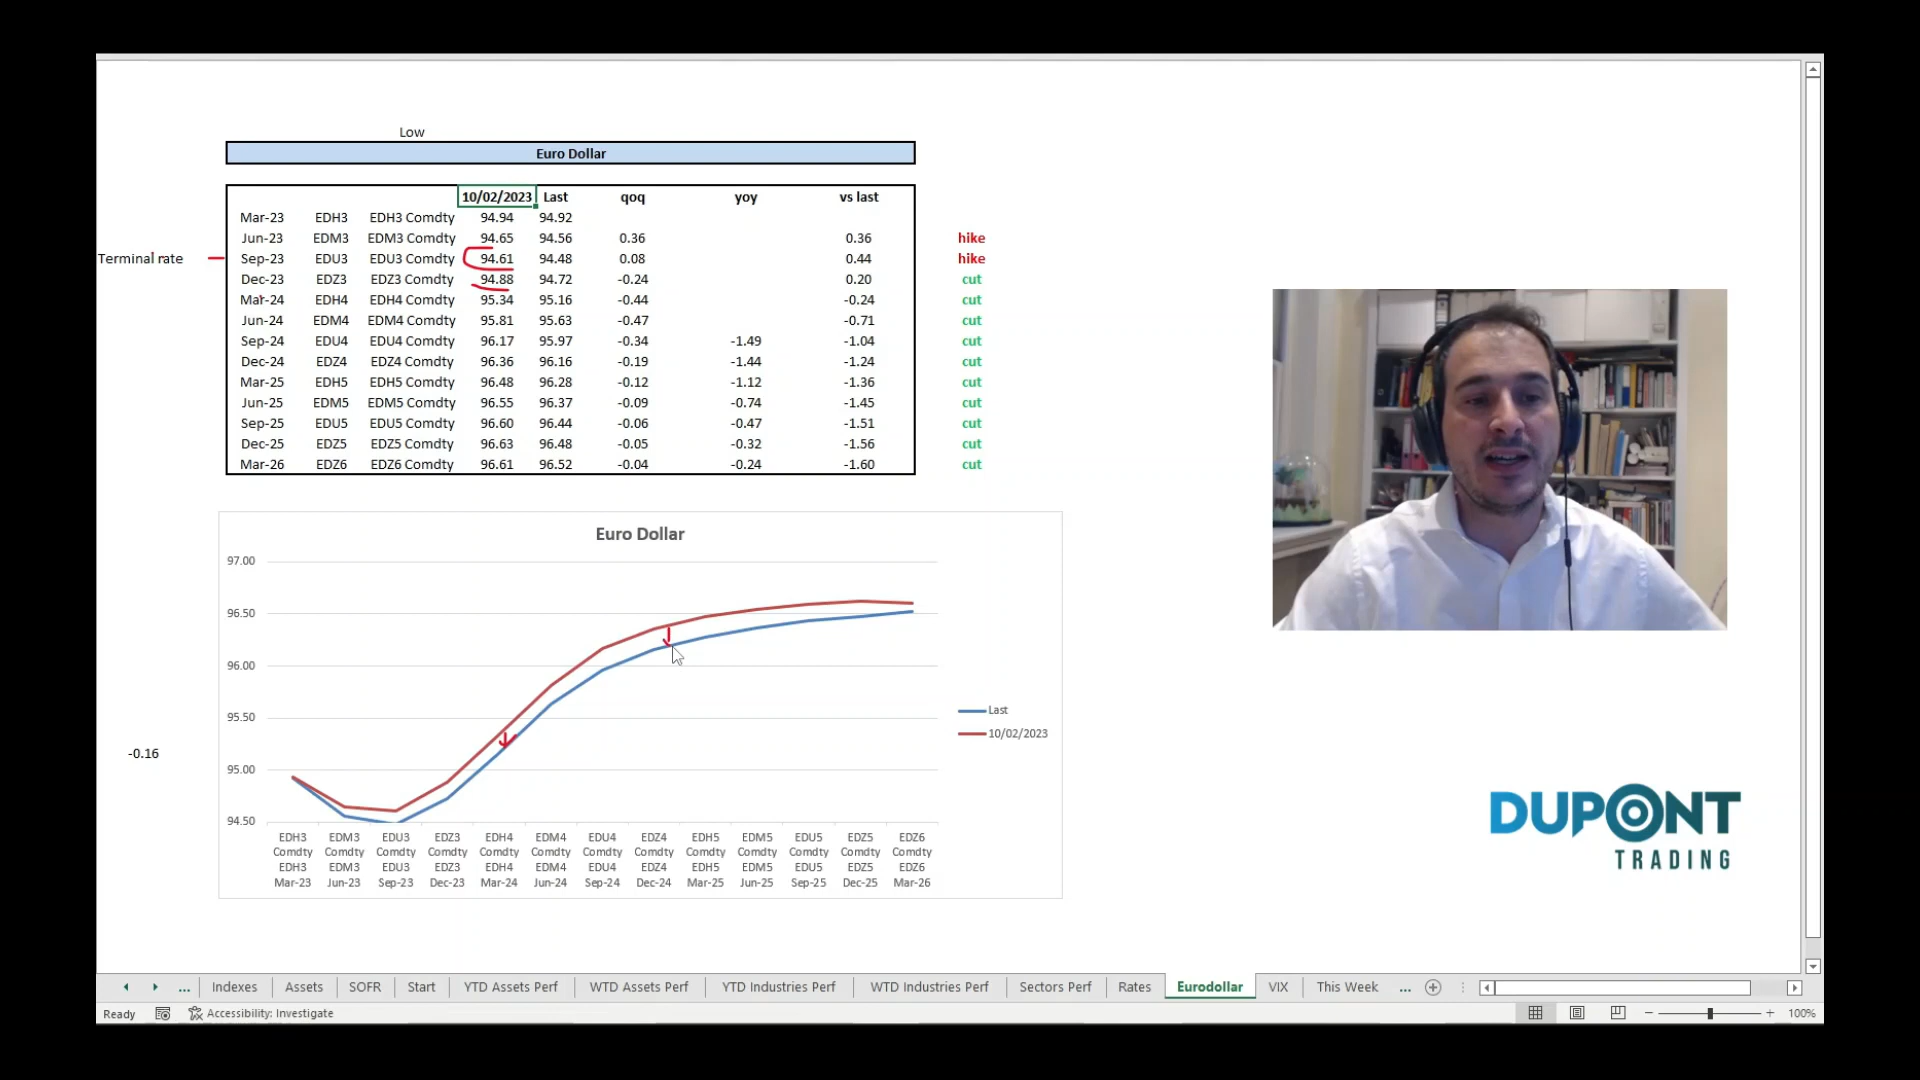 Low
Euro Dollar
10/02/2023 Last qoq yoy vs last
Mar-23 EDH3 EDH3 Comdty 94.94 94.92
Jun-23 EDM3 EDM3 Comdty 94.65 94.56 0.36 0.36 hike
Terminal rate Sep-23 EDU3 EDU3 Comdty 94.61 94.48 0.08 0.44 hike
Dec-23 EDZ3 EDZ3 Comdty 94.88 94.72 -0.24 0.20 cut
Mar-24 EDH4 EDH4 Comdty 95.34 95.16 -0.44 -0.24 cut
Jun-24 EDM4 EDM4 Comdty 95.81 95.63 -0.47 -0.71 cut
Sep-24 EDU4 EDU4 Comdty 96.17 95.97 -0.34 -1.49 -1.04 cut
Dec-24 EDZ4 EDZ4 Comdty 96.36 96.16 -0.19 -1.44 -1.24 cut
Mar-25 EDH5 EDH5 Comdty 96.48 96.28 -0.12 -1.12 -1.36 cut
Jun-25 EDM5 EDM5 Comdty 96.55 96.37 -0.09 -0.74 -1.45 cut
Sep-25 EDU5 EDU5 Comdty 96.60 96.44 -0.06 -0.47 -1.51 cut
Dec-25 EDZ5 EDZ5 Comdty 96.63 96.48 -0.05 -0.32 -1.56 cut
Mar-26 EDZ6 EDZ6 Comdty 96.61 96.52 -0.04 -0.24 -1.60 cut
Euro Dollar
97.00
96.50
96.00
95.50
95.00
94.50
Last
10/02/2023
-0.16
EDH3 EDM3 EDU3 EDZ3 EDH4 EDM4 EDU4 EDZ4 EDH5 EDM5 EDU5 EDZ5 EDZ6
Comdty Comdty Comdty Comdty Comdty Comdty Comdty Comdty Comdty Comdty Comdty Comdty Comdty
EDH3 EDM3 EDU3 EDZ3 EDH4 EDM4 EDU4 EDZ4 EDH5 EDM5 EDU5 EDZ5 EDZ6
Mar-23 Jun-23 Sep-23 Dec-23 Mar-24 Jun-24 Sep-24 Dec-24 Mar-25 Jun-25 Sep-25 Dec-25 Mar-26
DUPONT
TRADING
... Indexes Assets SOFR Start YTD Assets Perf WTD Assets Perf YTD Industries Perf WTD Industries Perf Sectors Perf Rates Eurodollar VIX This Week ...
Ready Accessibility: Investigate 100%